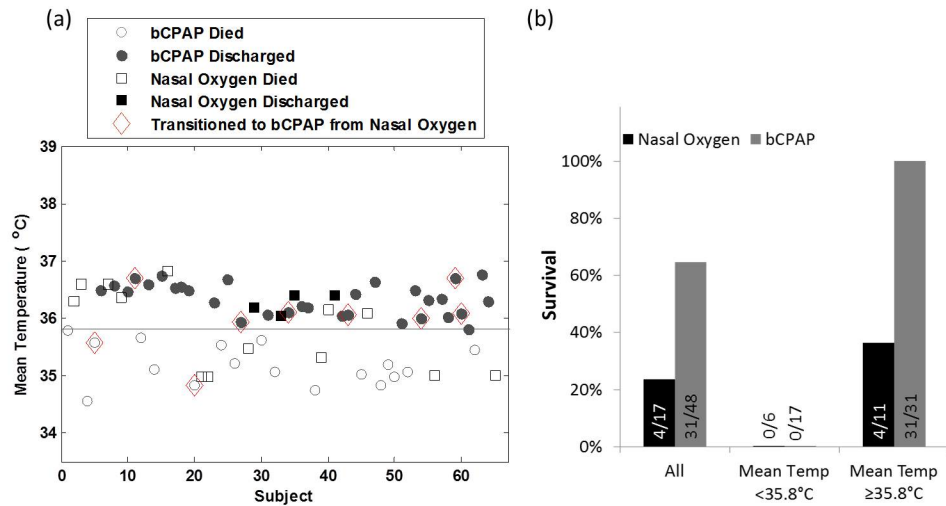 (a)
bCPAP Died
bCPAP Discharged
Nasal Oxygen Died
Nasal Oxygen Discharged
Transitioned to bCPAP from Nasal Oxygen
39
38
37
36
35
34
Mean Temperature ( °C)
0
10
20
30
40
50
60
Subject
(b)
Nasal Oxygen
bCPAP
100%
80%
60%
40%
20%
0%
Survival
4/17
31/48
0/6
0/17
4/11
31/31
All
Mean Temp
<35.8°C
Mean Temp
≥35.8°C